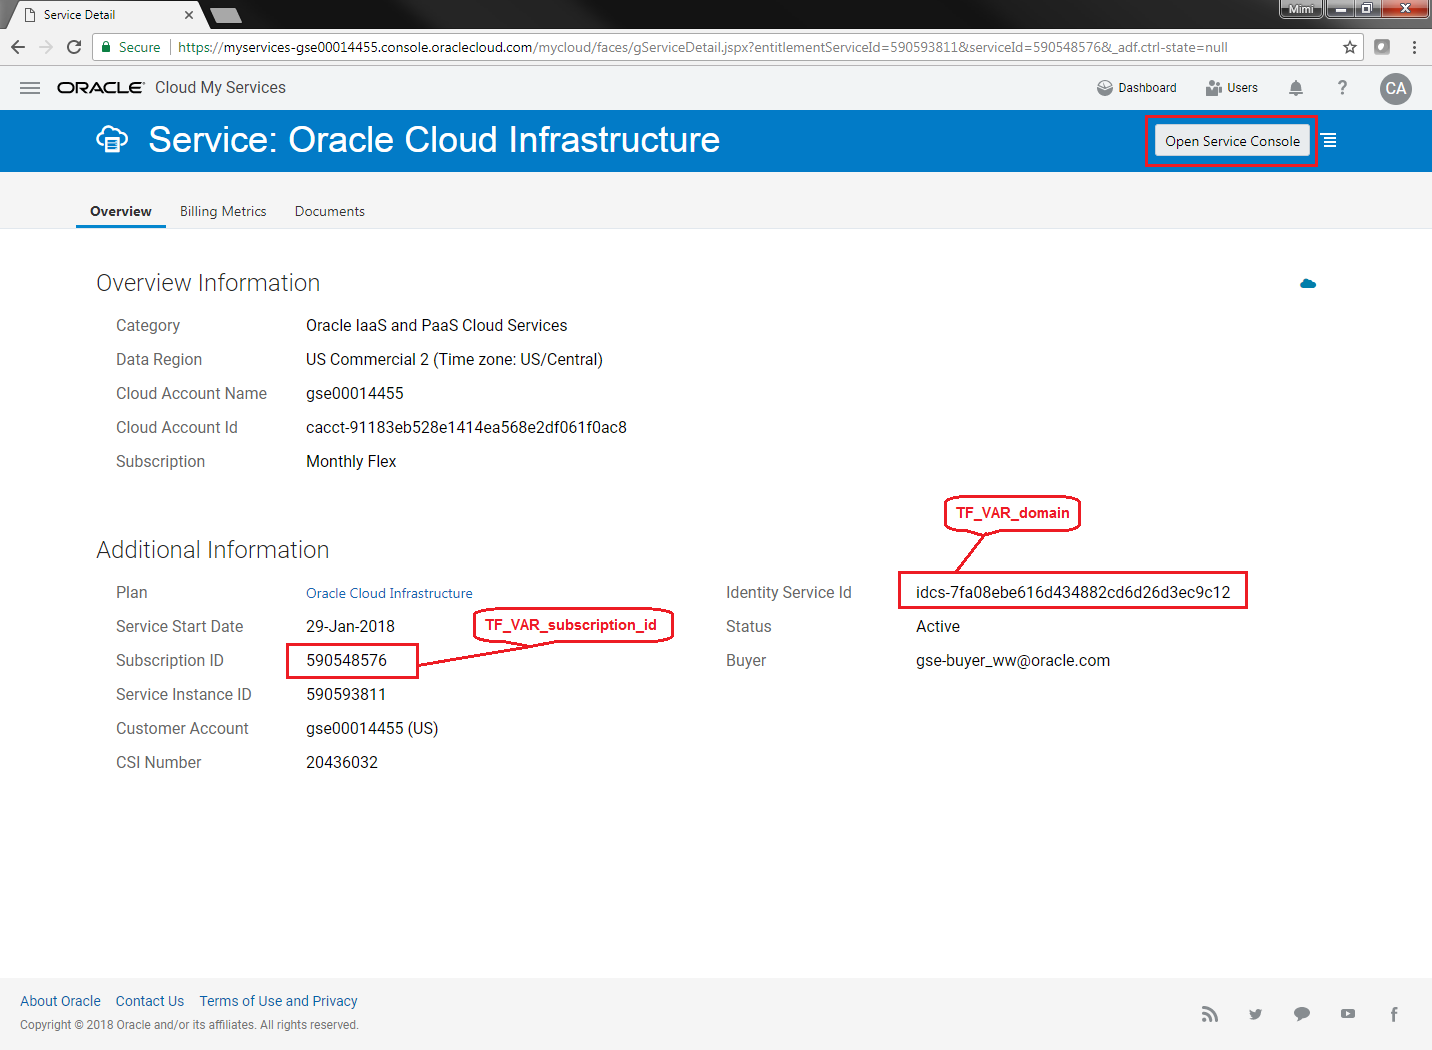 Service Detail
Mimi
Secure
https://myservices-gse00014455.console.oraclecloud.com/mycloud/faces/gServiceDetail.jspx?entitlementServiceId=590593811&serviceId=590548576&_adf.ctrl-state=null
ORACLE Cloud My Services
Dashboard
Users
?
CA
Service: Oracle Cloud Infrastructure
Open Service Console
Overview
Billing Metrics
Documents
Overview Information
Category Oracle IaaS and PaaS Cloud Services
Data Region US Commercial 2 (Time zone: US/Central)
Cloud Account Name gse00014455
Cloud Account Id cacct-91183eb528e1414ea568e2df061f0ac8
Subscription Monthly Flex
TF_VAR_domain
Additional Information
Plan Oracle Cloud Infrastructure
Identity Service Id idcs-7fa08ebe616d434882cd6d26d3ec9c12
Service Start Date 29-Jan-2018
TF_VAR_subscription_id
Status Active
Subscription ID 590548576
Buyer gse-buyer_ww@oracle.com
Service Instance ID 590593811
Customer Account gse00014455 (US)
CSI Number 20436032
About Oracle Contact Us Terms of Use and Privacy
Copyright © 2018 Oracle and/or its affiliates. All rights reserved.